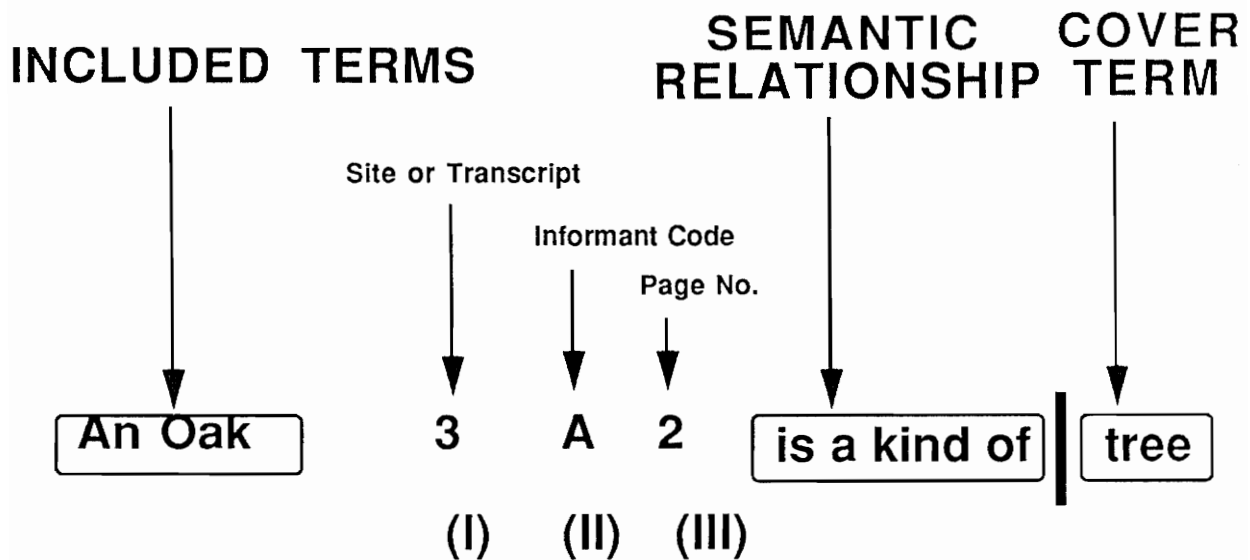 INCLUDED TERMS
SEMANTIC RELATIONSHIP
COVER TERM
Site or Transcript
Informant Code
Page No.
An Oak 3 A 2 is a kind of tree
(I) (II) (III)